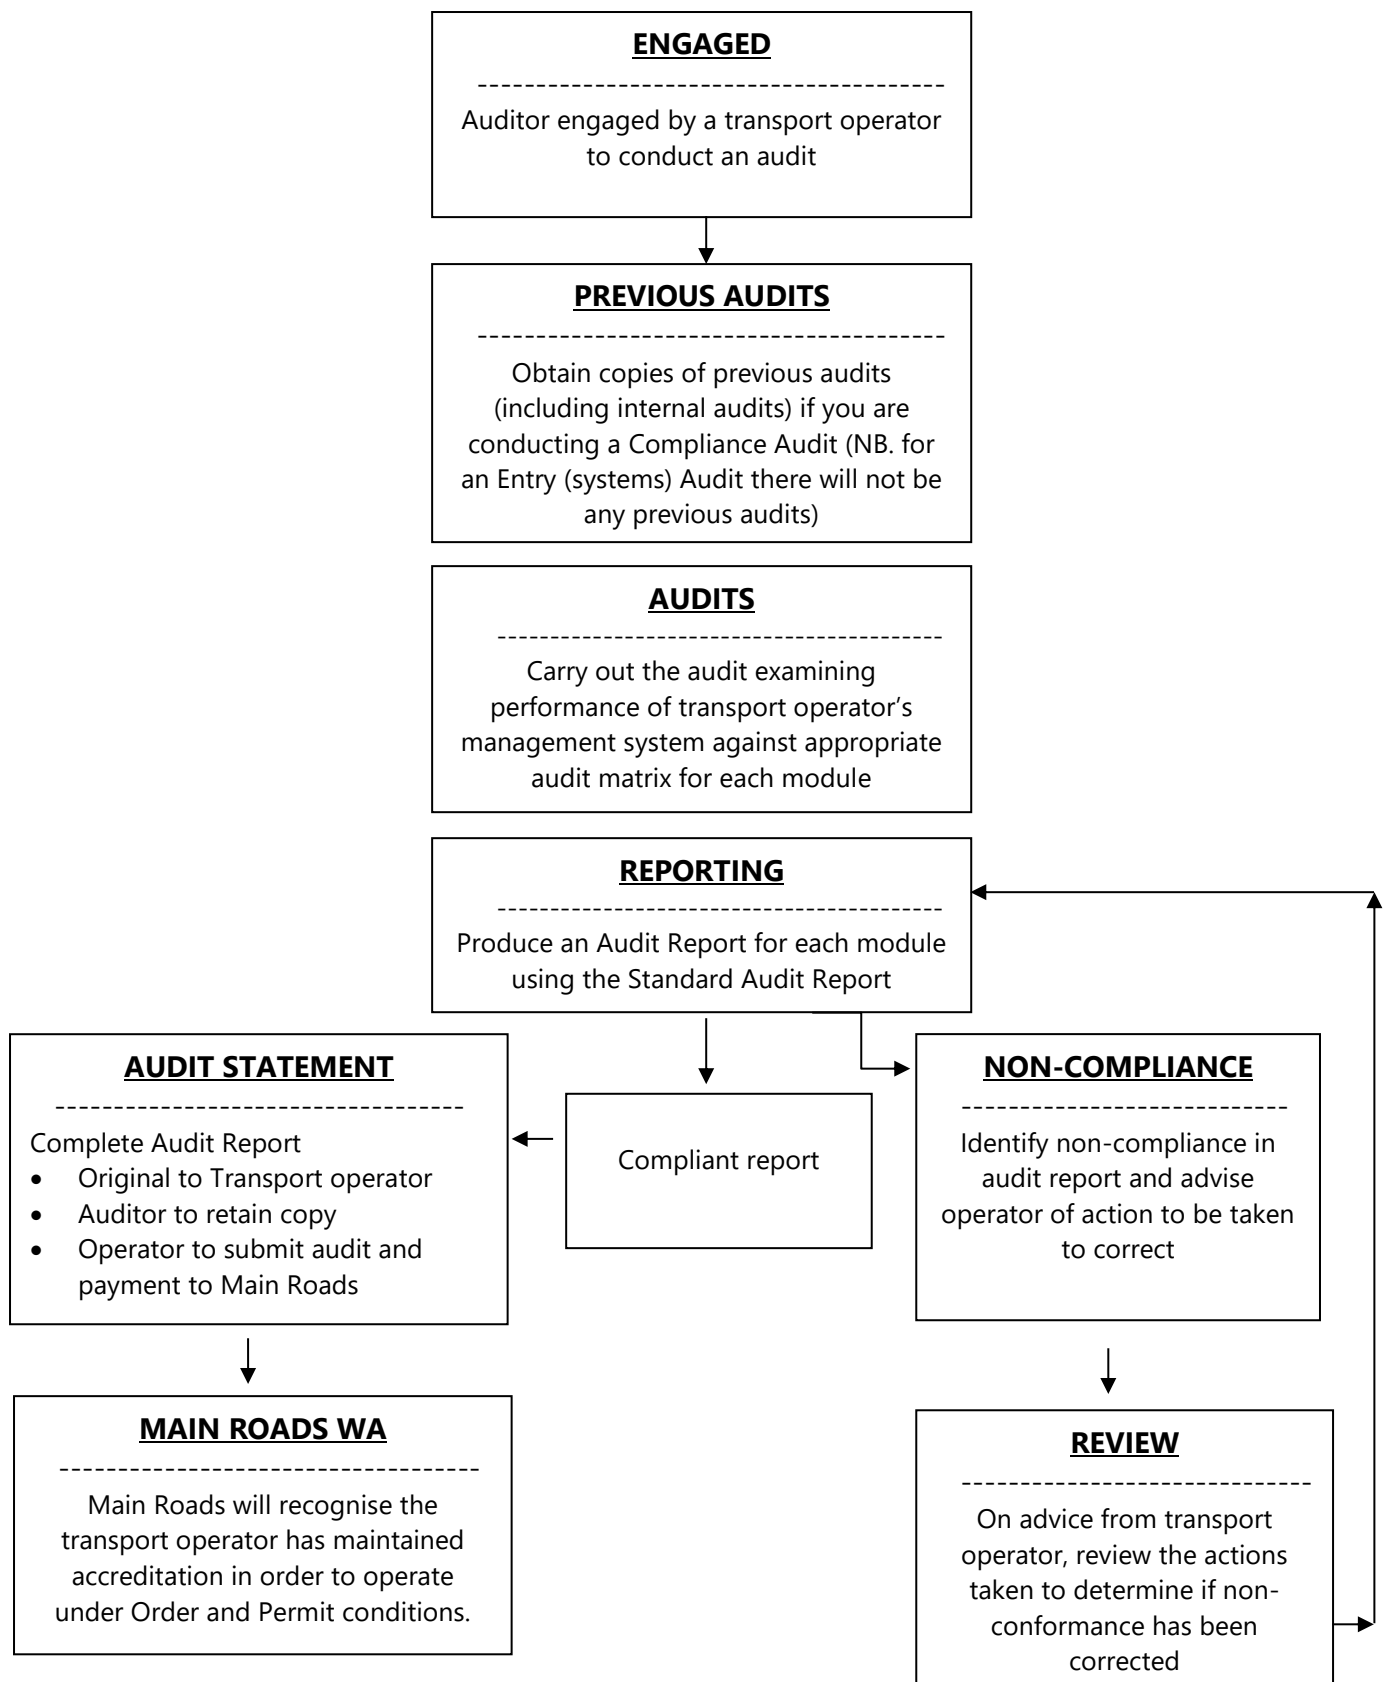 ENGAGED
Auditor engaged by a transport operator
to conduct an audit
PREVIOUS AUDITS
Obtain copies of previous audits
(including internal audits) if you are
conducting a Compliance Audit (NB. for
an Entry (systems) Audit there will not be
any previous audits)
AUDITS
Carry out the audit examining
performance of transport operator’s
management system against appropriate
audit matrix for each module
REPORTING
Produce an Audit Report for each module
using the Standard Audit Report
AUDIT STATEMENT
Complete Audit Report
• Original to Transport operator
• Auditor to retain copy
• Operator to submit audit and
payment to Main Roads
Compliant report
NON-COMPLIANCE
Identify non-compliance in
audit report and advise
operator of action to be taken
to correct
MAIN ROADS WA
Main Roads will recognise the
transport operator has maintained
accreditation in order to operate
under Order and Permit conditions.
REVIEW
On advice from transport
operator, review the actions
taken to determine if non-
conformance has been
corrected